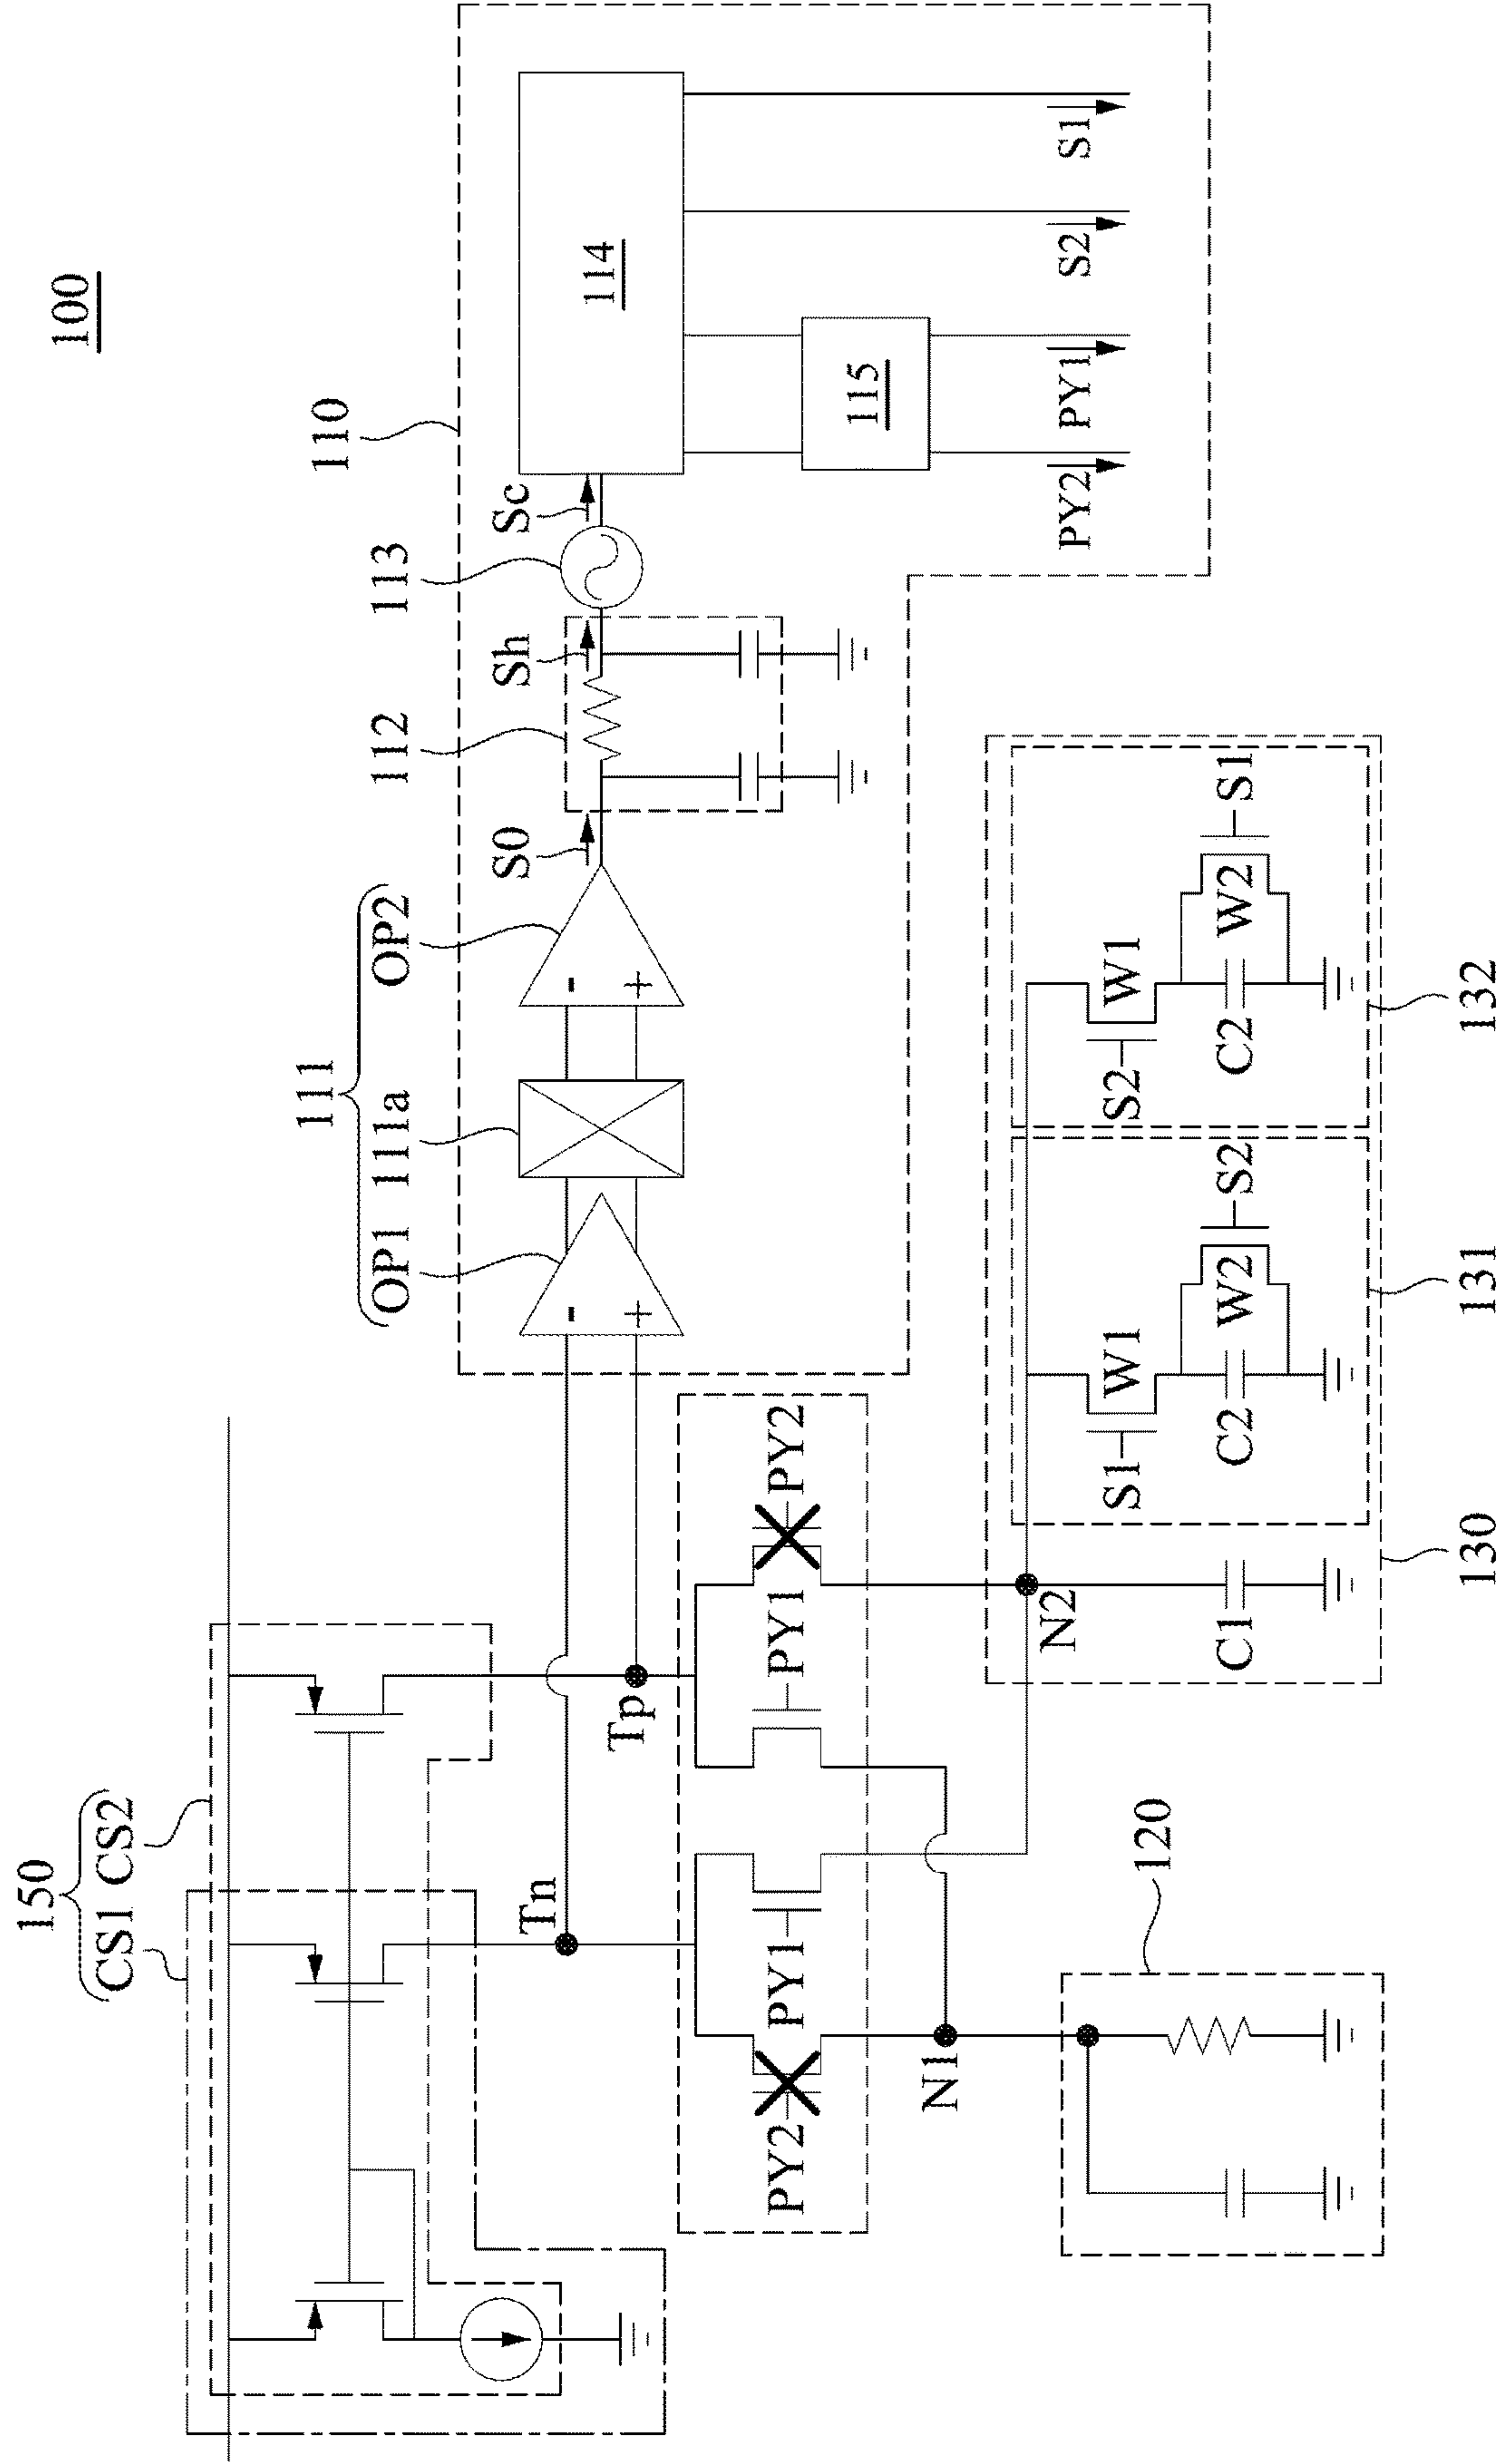 100
150
CS1 CS2
111
OP1 111a OP2
112
113
110
S0
Sh
Sc
114
115
PY2
PY1
S2
S1
-
+
-
+
Tn
Tp
PY2
PY1
PY1
PY2
N1
N2
120
C1
S1
W1
C2
W2
S2
S2
W1
C2
W2
S1
130
131
132